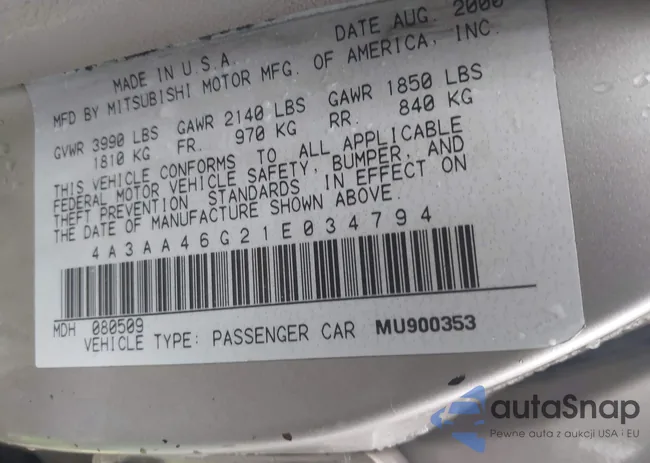 MADE IN U.S.A. DATE AUG. 2000
MFD BY MITSUBISHI MOTOR MFG. OF AMERICA, INC.
GVWR 3990 LBS GAWR 2140 LBS GAWR 1850 LBS
1810 KG FR. 970 KG RR. 840 KG
THIS VEHICLE CONFORMS TO ALL APPLICABLE
FEDERAL MOTOR VEHICLE SAFETY, BUMPER, AND
THEFT PREVENTION STANDARDS IN EFFECT ON
THE DATE OF MANUFACTURE SHOWN ABOVE.
4A3AA46G21E034794
MDH 080509
VEHICLE TYPE: PASSENGER CAR MU900353
autaSnap
Pewne auta z aukcji USA i EU